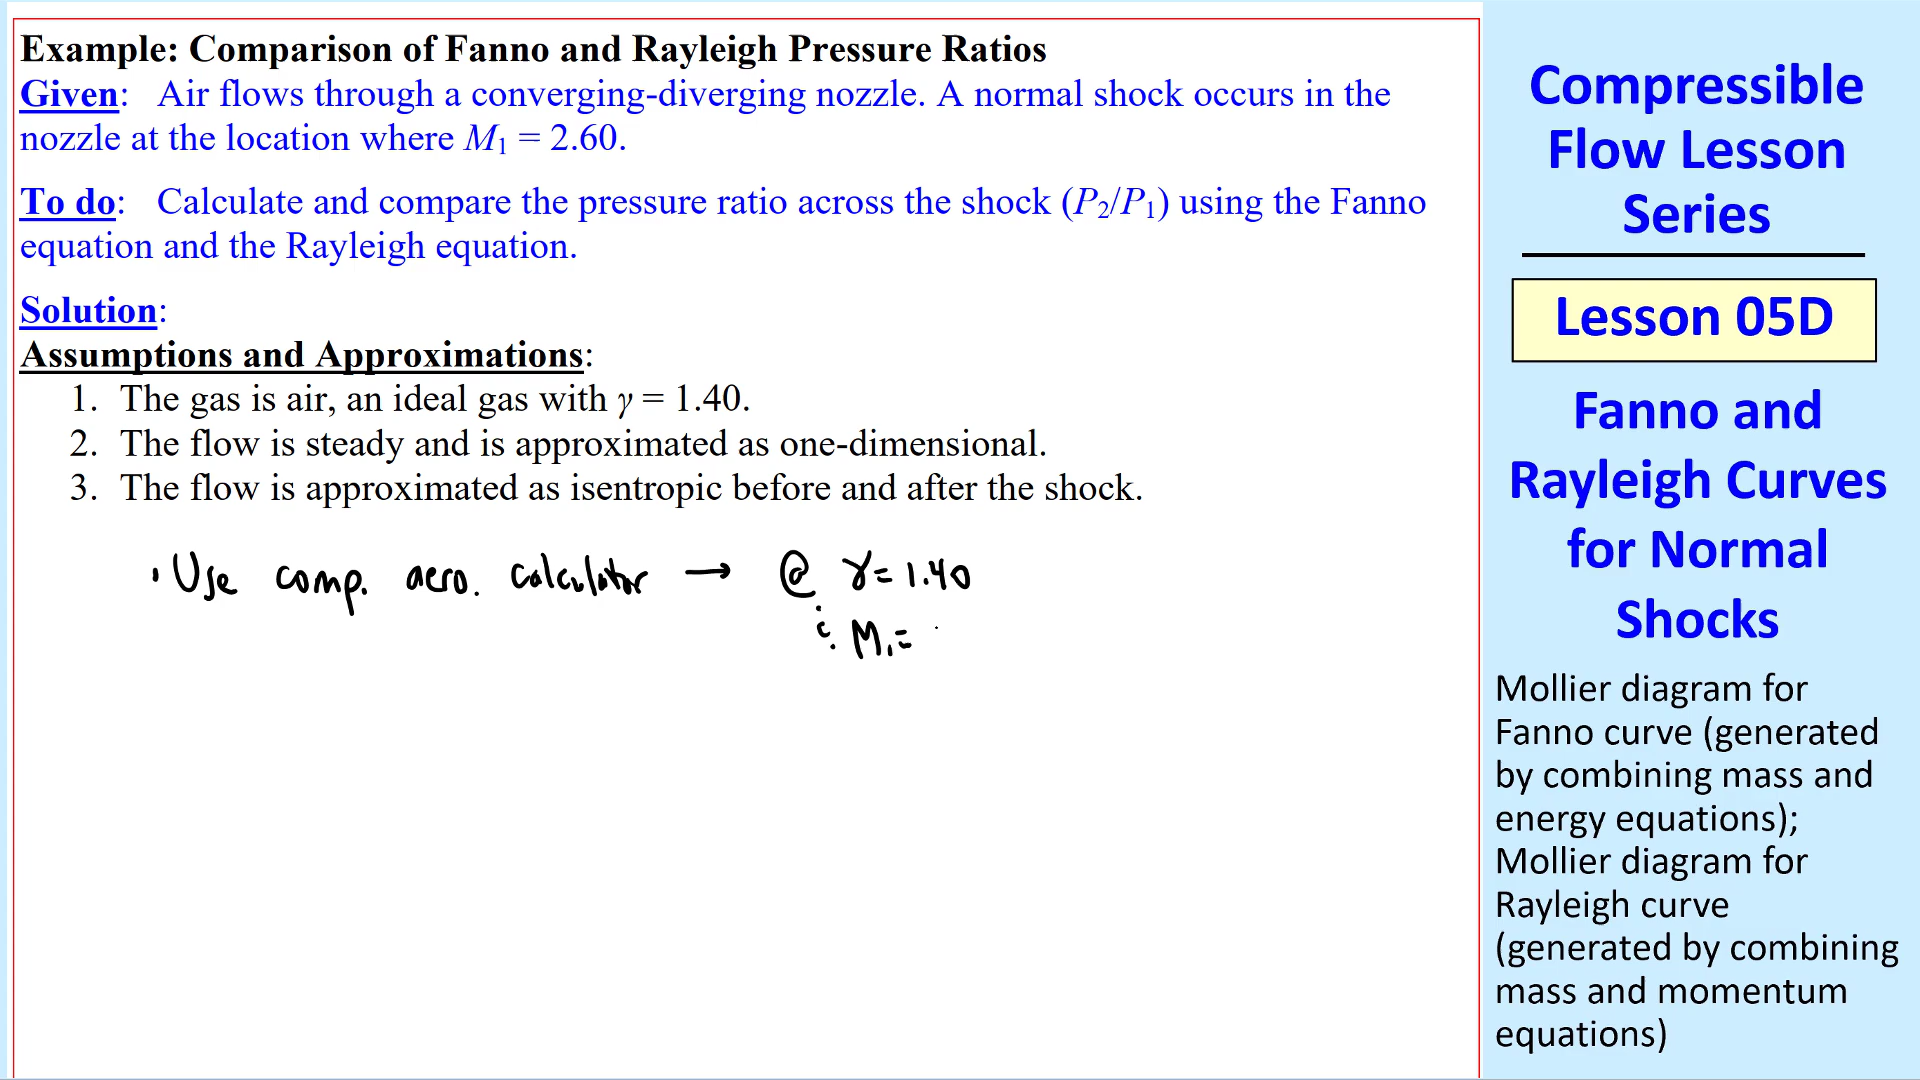 Example: Comparison of Fanno and Rayleigh Pressure Ratios
Given: Air flows through a converging-diverging nozzle. A normal shock occurs in the
nozzle at the location where M₁ = 2.60.
To do: Calculate and compare the pressure ratio across the shock (P₂/P₁) using the Fanno
equation and the Rayleigh equation.
Solution:
Assumptions and Approximations:
1. The gas is air, an ideal gas with γ = 1.40.
2. The flow is steady and is approximated as one-dimensional.
3. The flow is approximated as isentropic before and after the shock.
· Use comp. aero. calculator → @ γ = 1.40
M₁ =
Compressible
Flow Lesson
Series
Lesson 05D
Fanno and
Rayleigh Curves
for Normal
Shocks
Mollier diagram for
Fanno curve (generated
by combining mass and
energy equations);
Mollier diagram for
Rayleigh curve
(generated by combining
mass and momentum
equations)